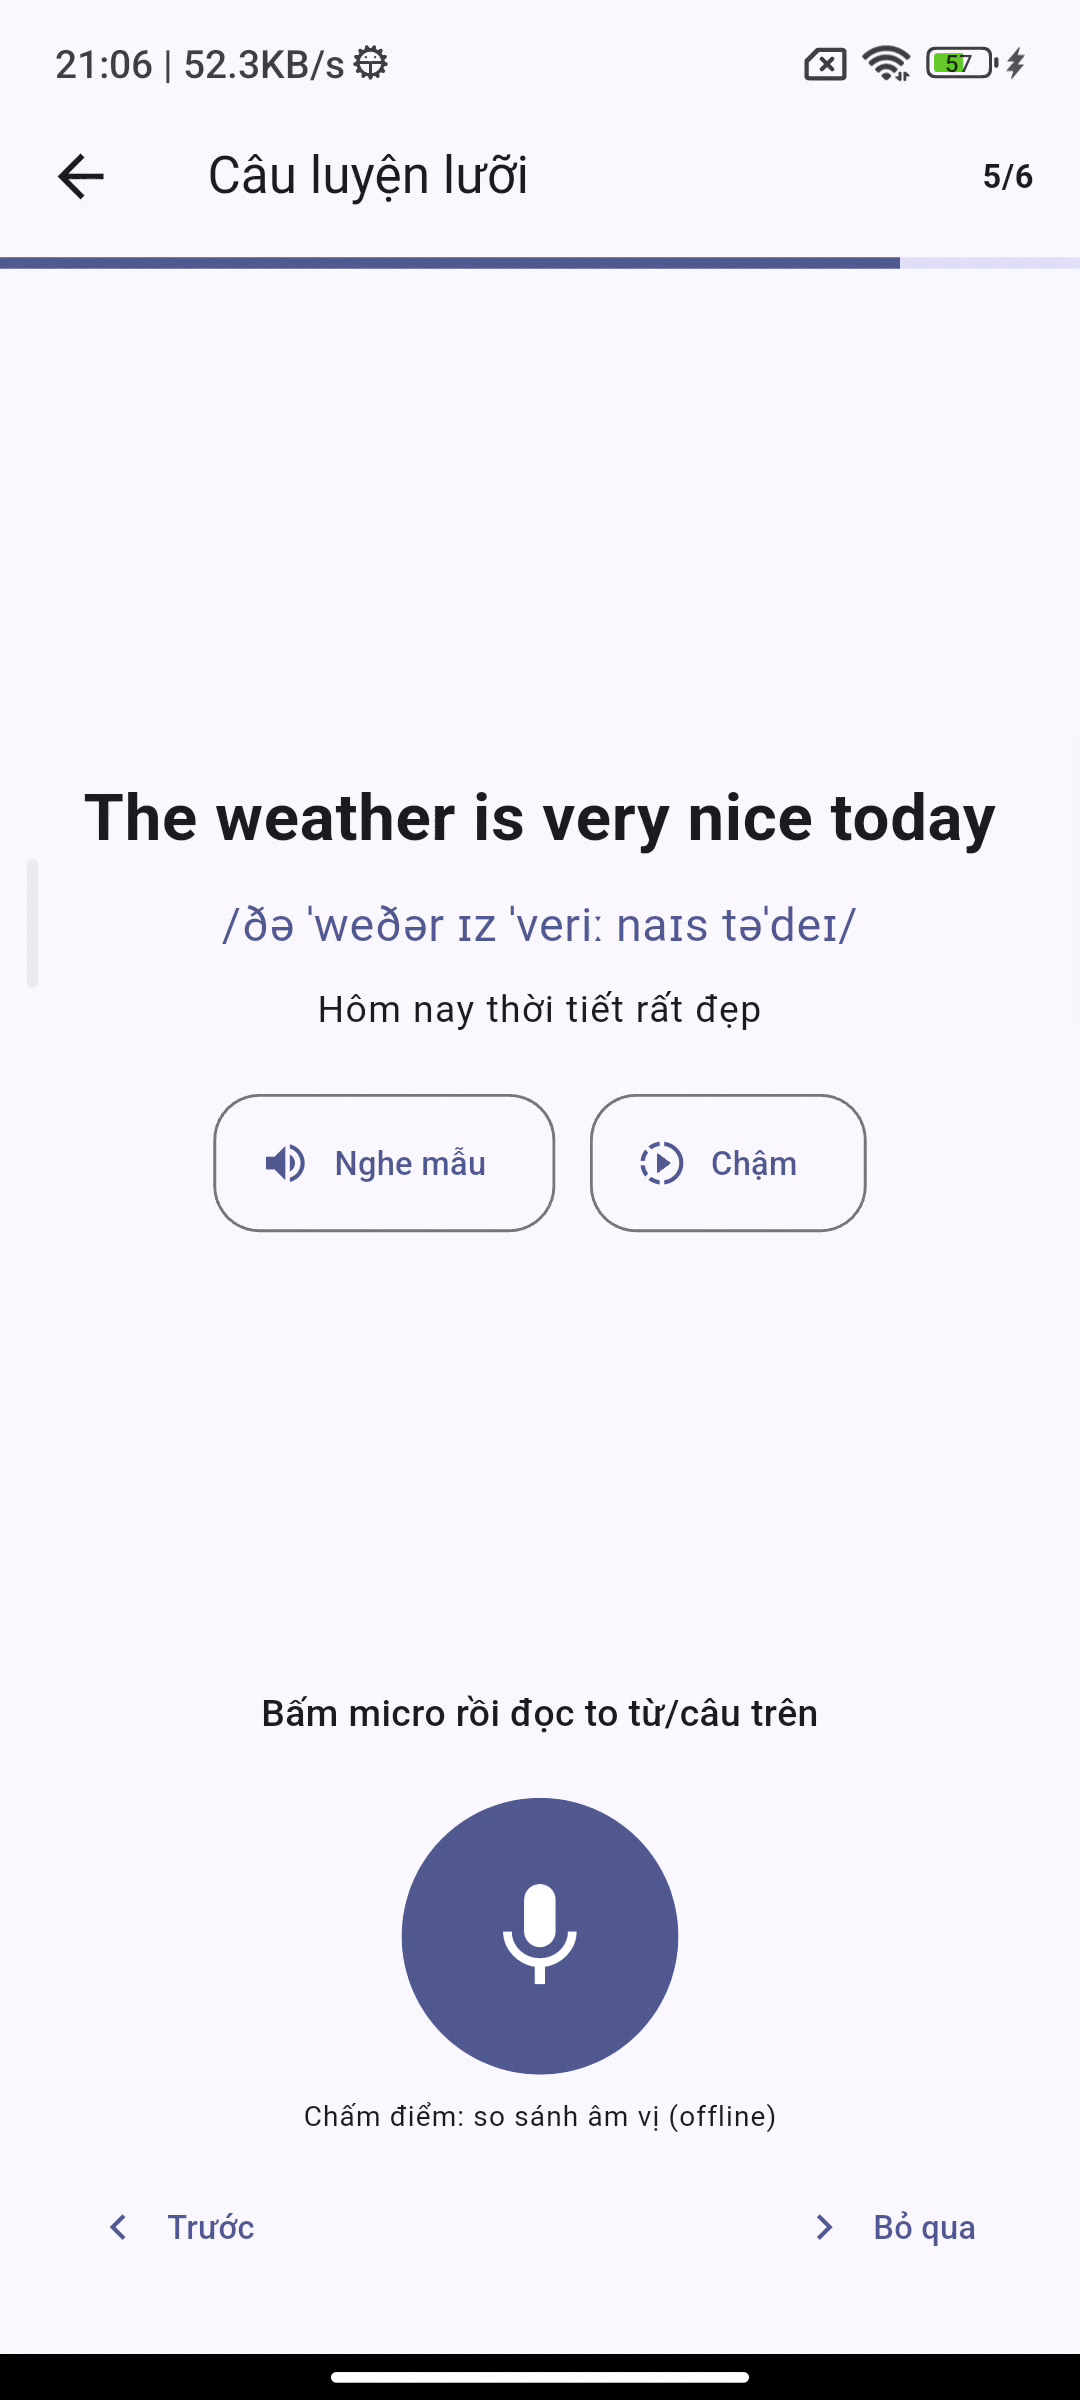 21:06 | 52.3KB/s
57
Câu luyện lưỡi
5/6
The weather is very nice today
/ðə ˈweðər ɪz ˈveriː naɪs təˈdeɪ/
Hôm nay thời tiết rất đẹp
Nghe mẫu
Chậm
Bấm micro rồi đọc to từ/câu trên
Chấm điểm: so sánh âm vị (offline)
Trước
Bỏ qua